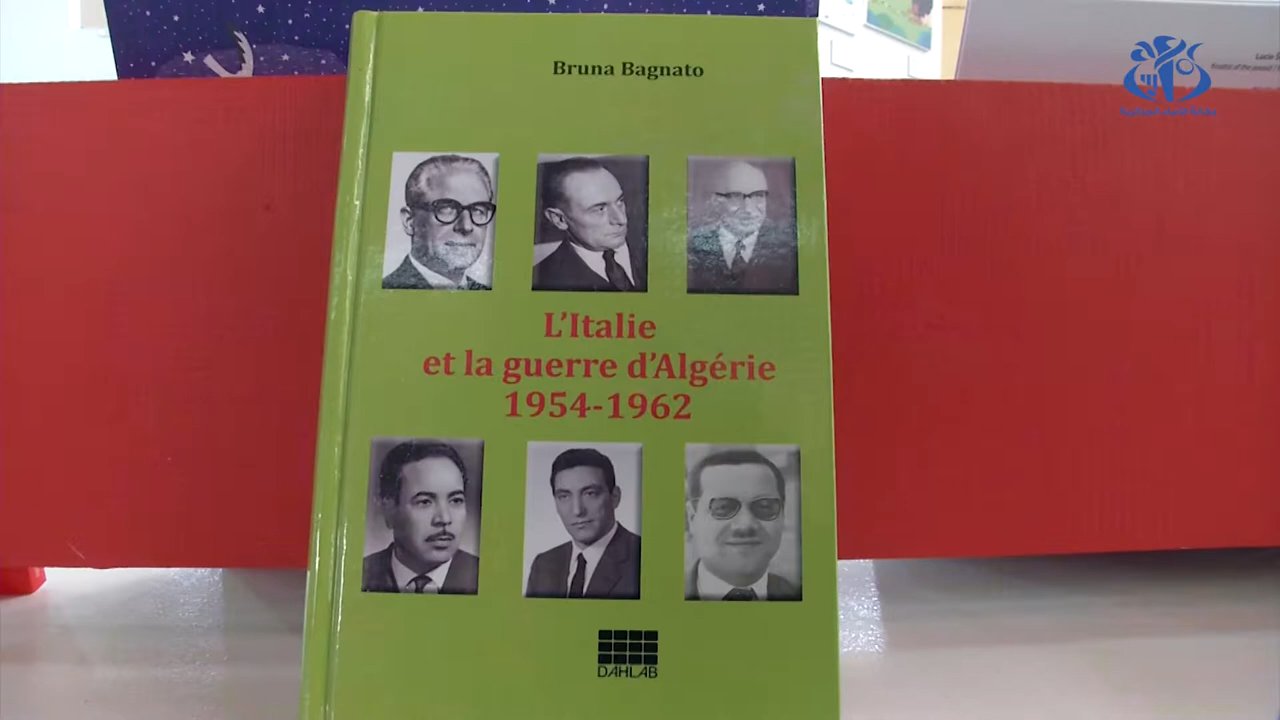 Bruna Bagnato
L'Italie
et la guerre d'Algérie
1954-1962
DAHLAB